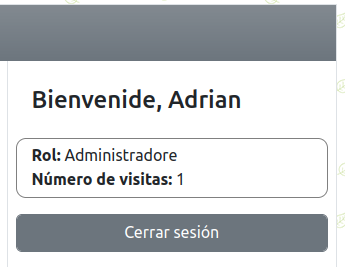 Bienvenide, Adrian
Rol: Administradore
Número de visitas: 1
Cerrar sesión